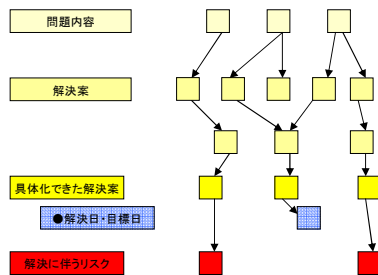 問題内容
解決案
具体化できた解決案
●解決日・目標日
解決に伴うリスク